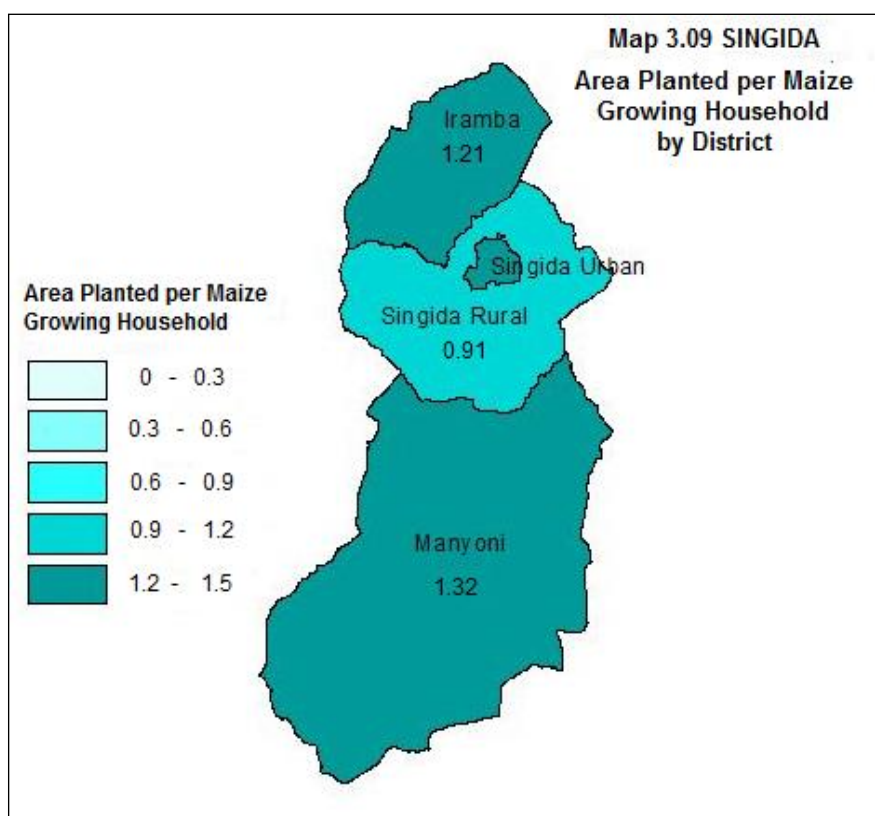 Map 3.09 SINGIDA
Area Planted per Maize
Growing Household
by District
Iramba
1.21
Singida Urban
Singida Rural
0.91
Area Planted per Maize
Growing Household
0 - 0.3
0.3 - 0.6
0.6 - 0.9
0.9 - 1.2
1.2 - 1.5
Manyoni
1.32